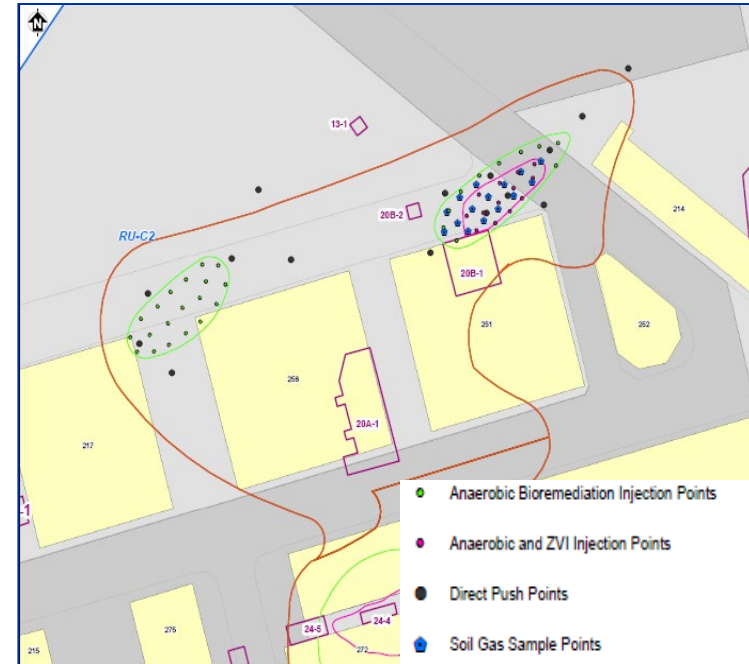 N
13-1
20B-2
RU-C2
214
20B-1
251
252
258
217
20A-1
-1
Anaerobic Bioremediation Injection Points
Anaerobic and ZVI Injection Points
Direct Push Points
Soil Gas Sample Points
275
24-5
24-4
272
215